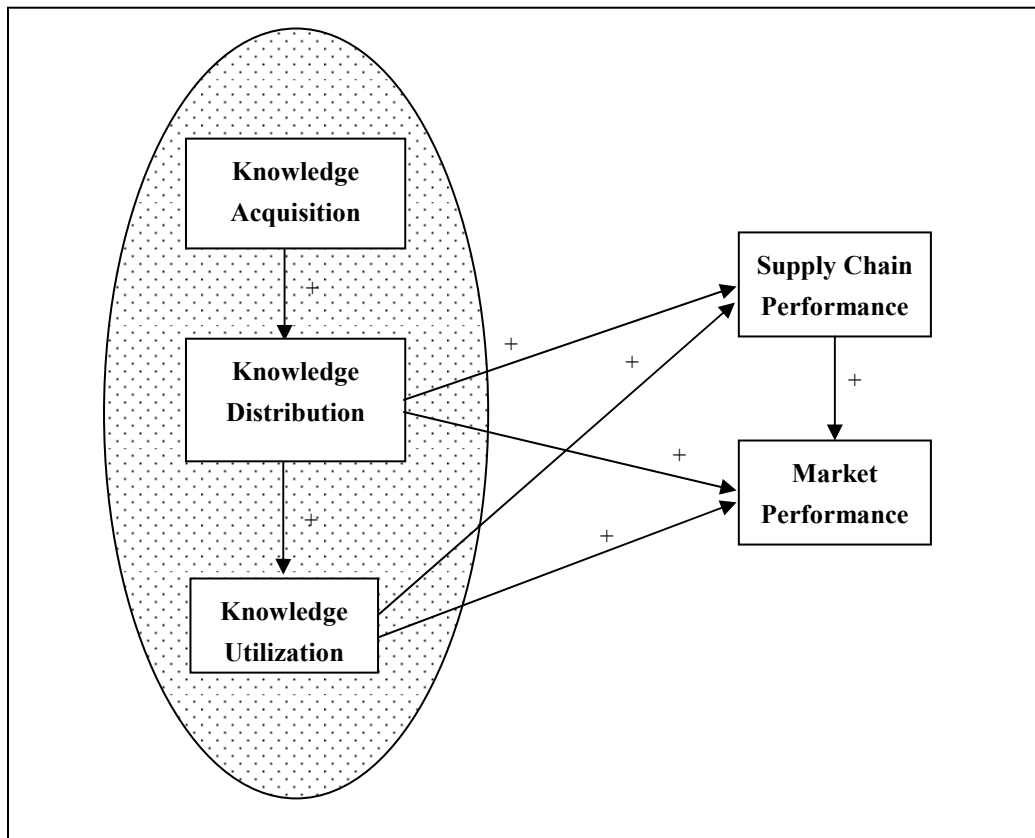 Knowledge
Acquisition
+
Knowledge
Distribution
+
Knowledge
Utilization
+
+
+
+
Supply Chain
Performance
+
Market
Performance